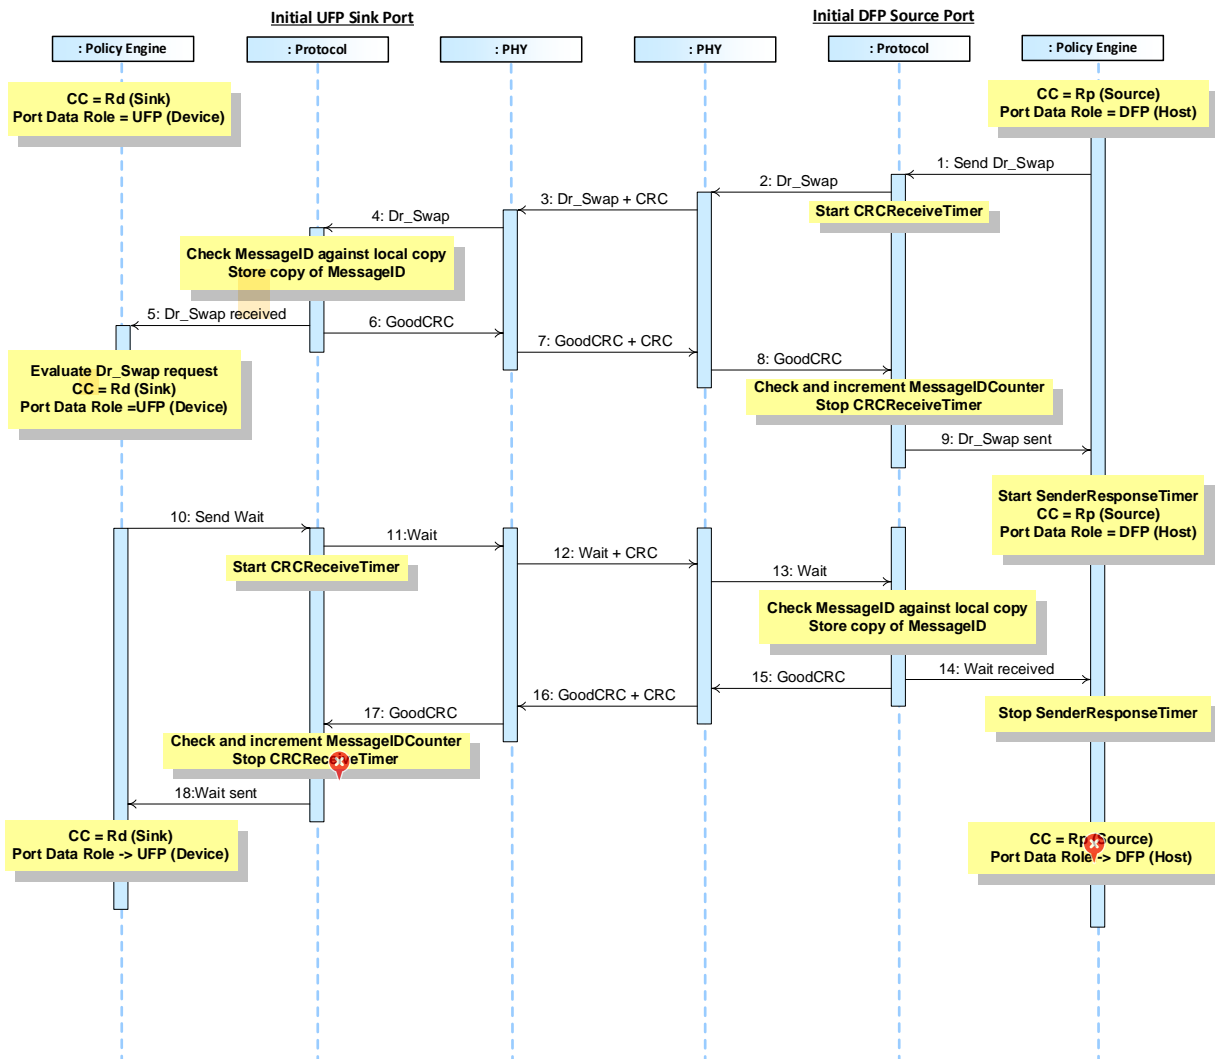 Initial UFP Sink Port
Initial DFP Source Port
: Policy Engine
: Protocol
: PHY
: PHY
: Protocol
: Policy Engine
CC = Rd (Sink)
Port Data Role = UFP (Device)
CC = Rp (Source)
Port Data Role = DFP (Host)
1: Send Dr_Swap
2: Dr_Swap
Start CRCReceiveTimer
3: Dr_Swap + CRC
4: Dr_Swap
Check MessageID against local copy
Store copy of MessageID
5: Dr_Swap received
6: GoodCRC
7: GoodCRC + CRC
8: GoodCRC
Evaluate Dr_Swap request
CC = Rd (Sink)
Port Data Role =UFP (Device)
Check and increment MessageIDCounter
Stop CRCReceiveTimer
9: Dr_Swap sent
Start SenderResponseTimer
CC = Rp (Source)
Port Data Role = DFP (Host)
10: Send Wait
11:Wait
Start CRCReceiveTimer
12: Wait + CRC
13: Wait
Check MessageID against local copy
Store copy of MessageID
14: Wait received
15: GoodCRC
16: GoodCRC + CRC
17: GoodCRC
Stop SenderResponseTimer
Check and increment MessageIDCounter
Stop CRCReceiveTimer
18:Wait sent
CC = Rd (Sink)
Port Data Role -> UFP (Device)
CC = Rp (Source)
Port Data Role -> DFP (Host)